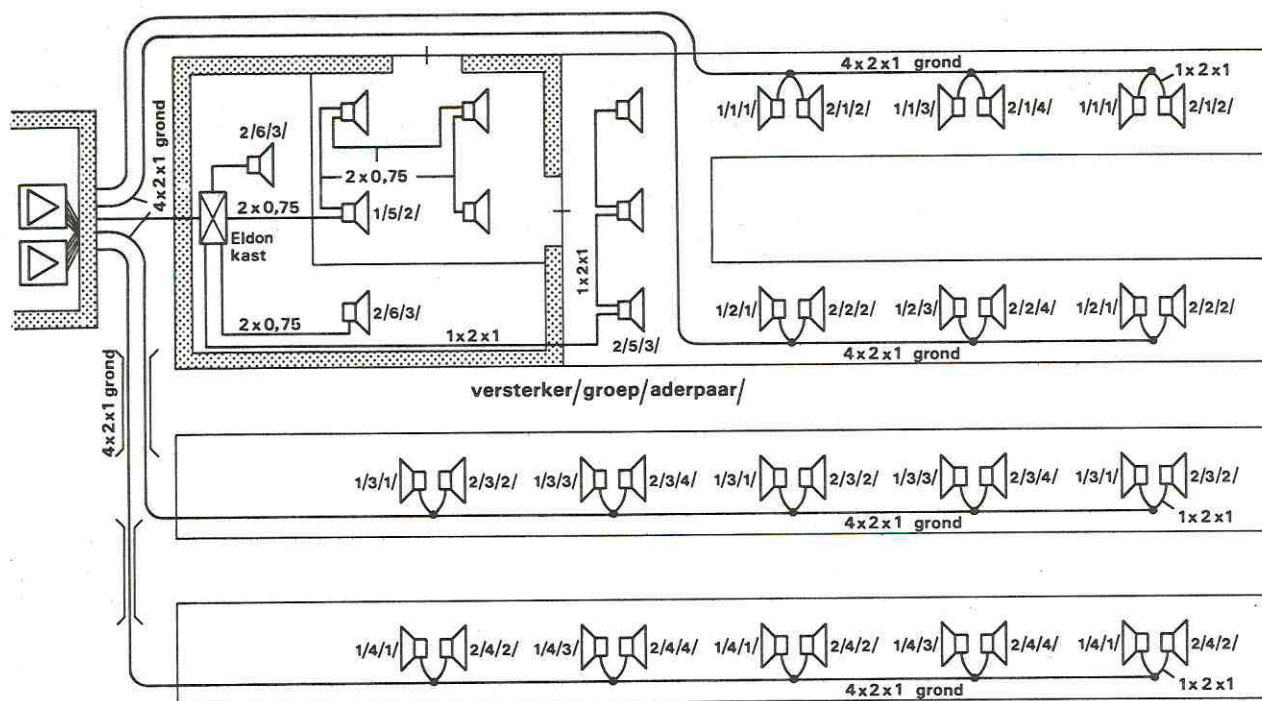 4x2x1 grond
1x2x1
1/1/1/ 2/1/2/ 1/1/3/ 2/1/4/ 1/1/1/ 2/1/2/
4x2x1 grond
2/6/3/
2x0,75
2x0,75
1/5/2/
Eldon
kast
1x2x1
2x0,75
2/6/3/
1x2x1
2/5/3/
1/2/1/ 2/2/2/ 1/2/3/ 2/2/4/ 1/2/1/ 2/2/2/
4x2x1 grond
versterker/groep/aderpaar/
4x2x1 grond
1/3/1/ 2/3/2/ 1/3/3/ 2/3/4/ 1/3/1/ 2/3/2/ 1/3/3/ 2/3/4/ 1/3/1/ 2/3/2/
4x2x1 grond
1x2x1
1/4/1/ 2/4/2/ 1/4/3/ 2/4/4/ 1/4/1/ 2/4/2/ 1/4/3/ 2/4/4/ 1/4/1/ 2/4/2/
4x2x1 grond
1x2x1